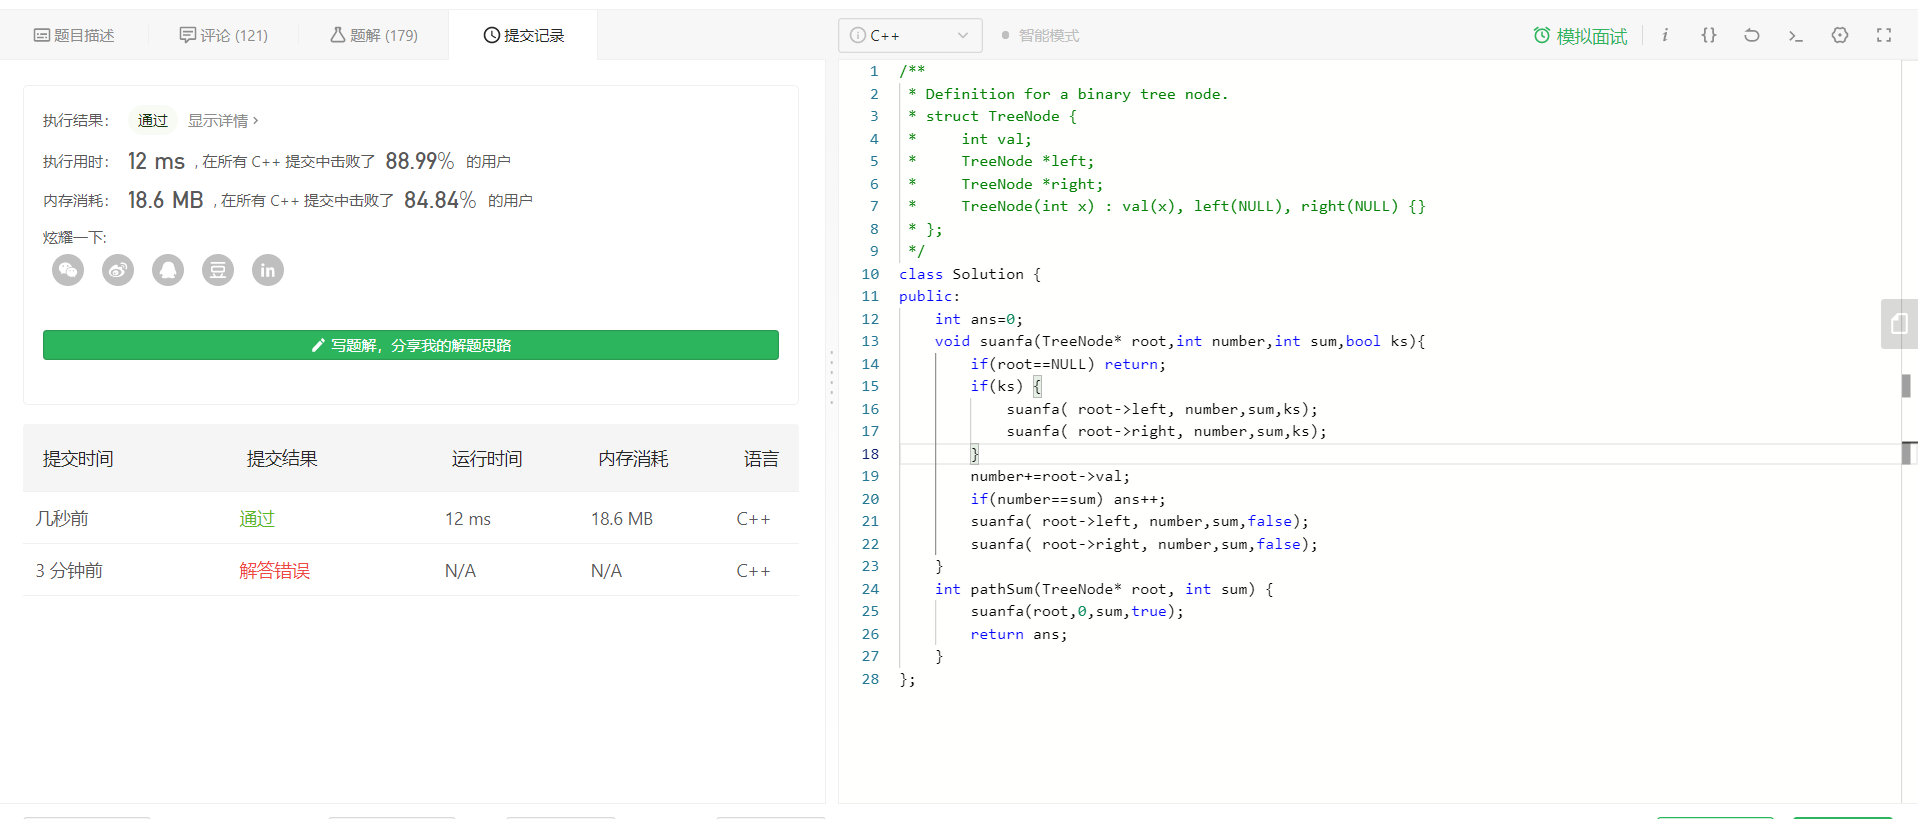 题目描述 评论 (121) 题解 (179) 提交记录
执行结果： 通过 显示详情 >
执行用时： 12 ms , 在所有 C++ 提交中击败了 88.99% 的用户
内存消耗： 18.6 MB , 在所有 C++ 提交中击败了 84.84% 的用户
炫耀一下:
豆 in
写题解，分享我的解题思路
提交时间 提交结果 运行时间 内存消耗 语言
几秒前 通过 12 ms 18.6 MB C++
3 分钟前 解答错误 N/A N/A C++
C++ 智能模式 模拟面试 i {}
1 /**
2  * Definition for a binary tree node.
3  * struct TreeNode {
4  *     int val;
5  *     TreeNode *left;
6  *     TreeNode *right;
7  *     TreeNode(int x) : val(x), left(NULL), right(NULL) {}
8  * };
9  */
10 class Solution {
11 public:
12     int ans=0;
13     void suanfa(TreeNode* root,int number,int sum,bool ks){
14         if(root==NULL) return;
15         if(ks) {
16             suanfa( root->left, number,sum,ks);
17             suanfa( root->right, number,sum,ks);
18         }
19         number+=root->val;
20         if(number==sum) ans++;
21         suanfa( root->left, number,sum,false);
22         suanfa( root->right, number,sum,false);
23     }
24     int pathSum(TreeNode* root, int sum) {
25         suanfa(root,0,sum,true);
26         return ans;
27     }
28 };